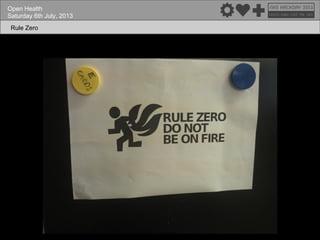 Open Health
Saturday 6th July, 2013
Rule Zero
RULE ZERO
DO NOT
BE ON FIRE